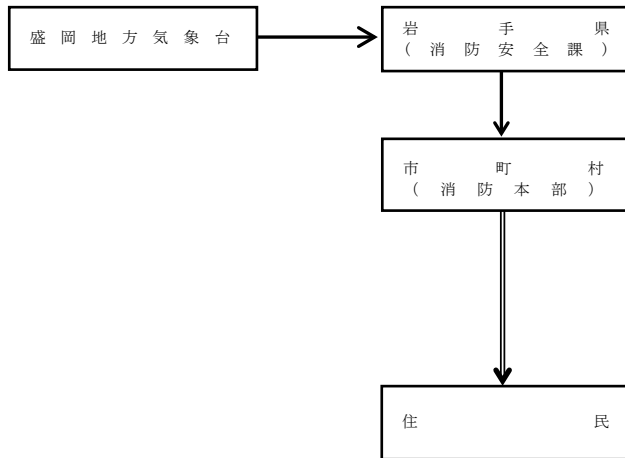 盛岡地方気象台
岩手県
(消防安全課)
市町村
(消防本部)
住民